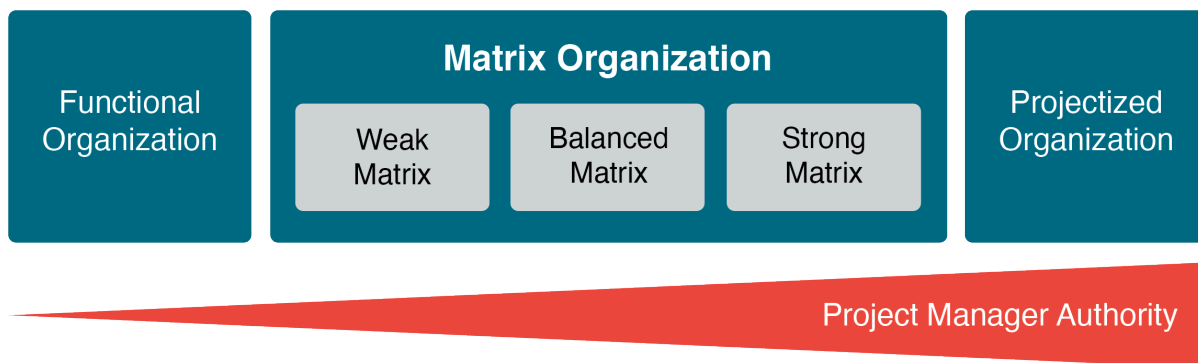 Functional
Organization
Matrix Organization
Weak
Matrix
Balanced
Matrix
Strong
Matrix
Projectized
Organization
Project Manager Authority